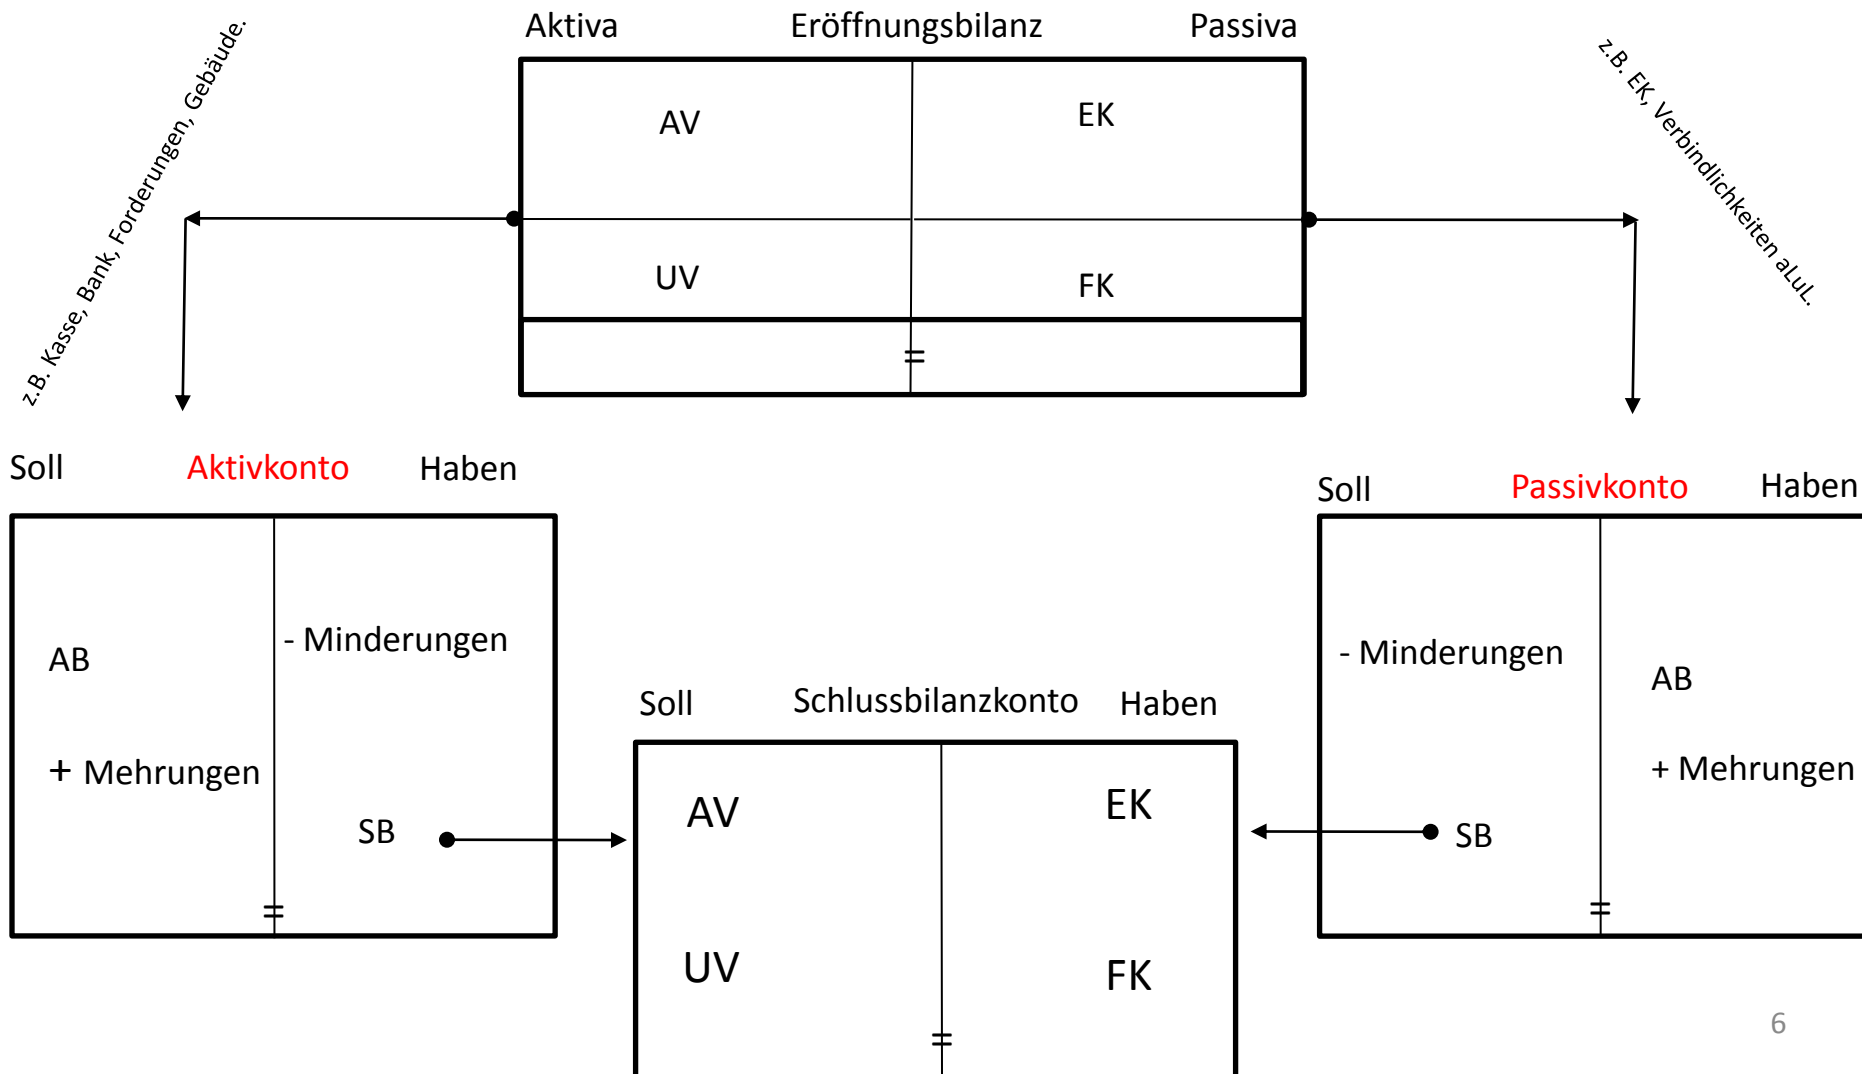 Aktiva Eröffnungsbilanz Passiva
z.B. Kasse, Bank, Forderungen, Gebäude.
z.B. EK, Verbindlichkeiten aLuL.
AV EK
UV FK
=
Soll Aktivkonto Haben
AB
- Minderungen
+ Mehrungen
SB
=
Soll Passivkonto Haben
- Minderungen
AB
+ Mehrungen
SB
=
Soll Schlussbilanzkonto Haben
AV EK
UV FK
=
6